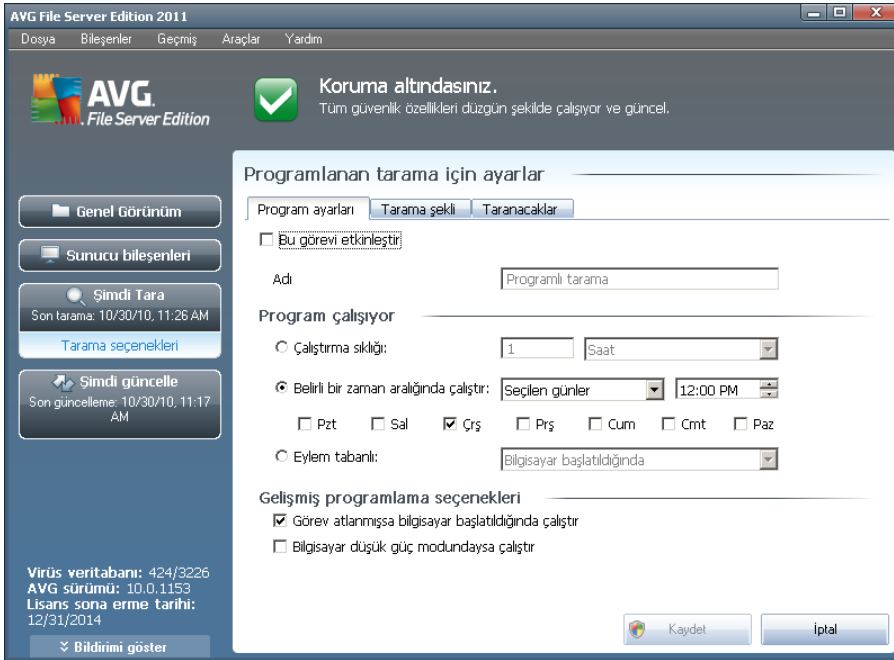 AVG File Server Edition 2011
Dosya Bileşenler Geçmiş Araçlar Yardım
AVG.
File Server Edition
Koruma altındasınız.
Tüm güvenlik özellikleri düzgün şekilde çalışıyor ve güncel.
Genel Görünüm
Sunucu bileşenleri
Şimdi Tara
Son tarama: 10/30/10, 11:26 AM
Tarama seçenekleri
Şimdi güncelle
Son güncelleme: 10/30/10, 11:17
AM
Virüs veritabanı: 424/3226
AVG sürümü: 10.0.1153
Lisans sona erme tarihi:
12/31/2014
Bildirimi göster
Programlanan tarama için ayarlar
Program ayarları Tarama şekli Taranacaklar
Bu görevi etkinleştir
Adı Programlı tarama
Program çalışıyor
Çalıştırma sıklığı: 1 Saat
Belirli bir zaman aralığında çalıştır: Seçilen günler 12:00 PM
Pzt Sal Çrş Prş Cum Cmt Paz
Eylem tabanlı: Bilgisayar başlatıldığında
Gelişmiş programlama seçenekleri
Görev atlanmışsa bilgisayar başlatıldığında çalıştır
Bilgisayar düşük güç modundaysa çalıştır
Kaydet İptal